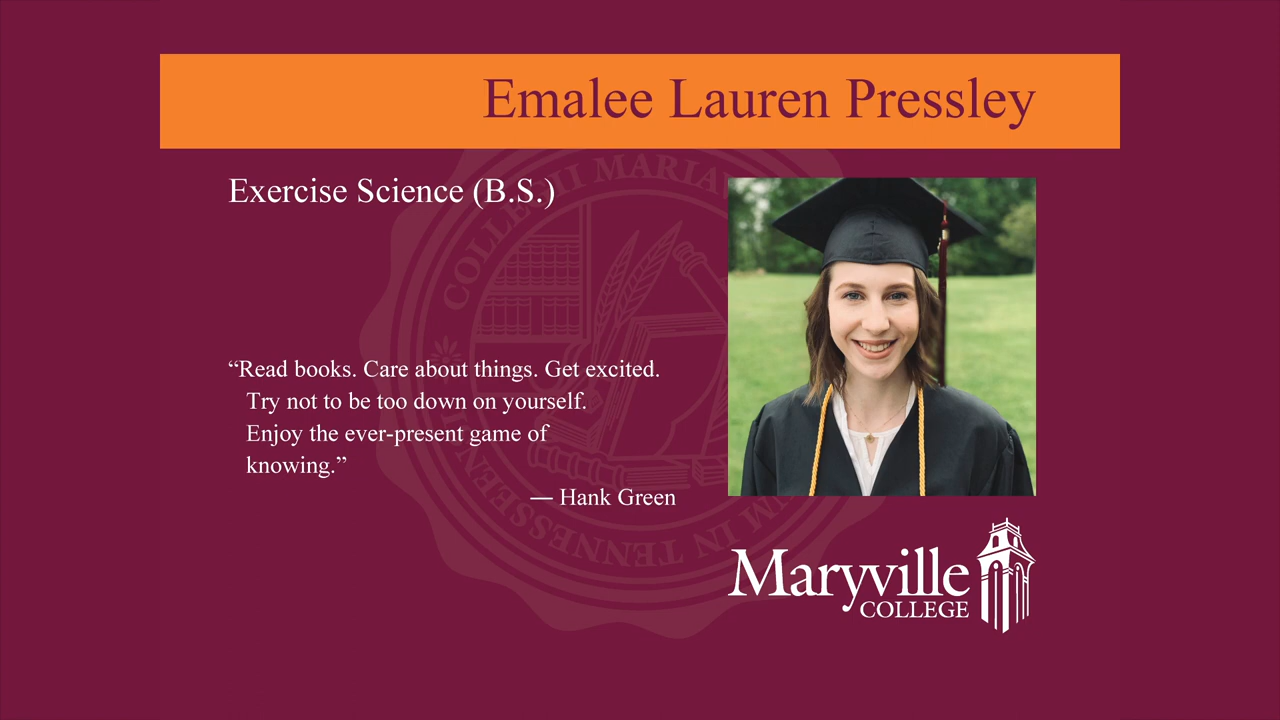 Emalee Lauren Pressley
Exercise Science (B.S.)
“Read books. Care about things. Get excited.
Try not to be too down on yourself.
Enjoy the ever-present game of
knowing.”
— Hank Green
Maryville
COLLEGE